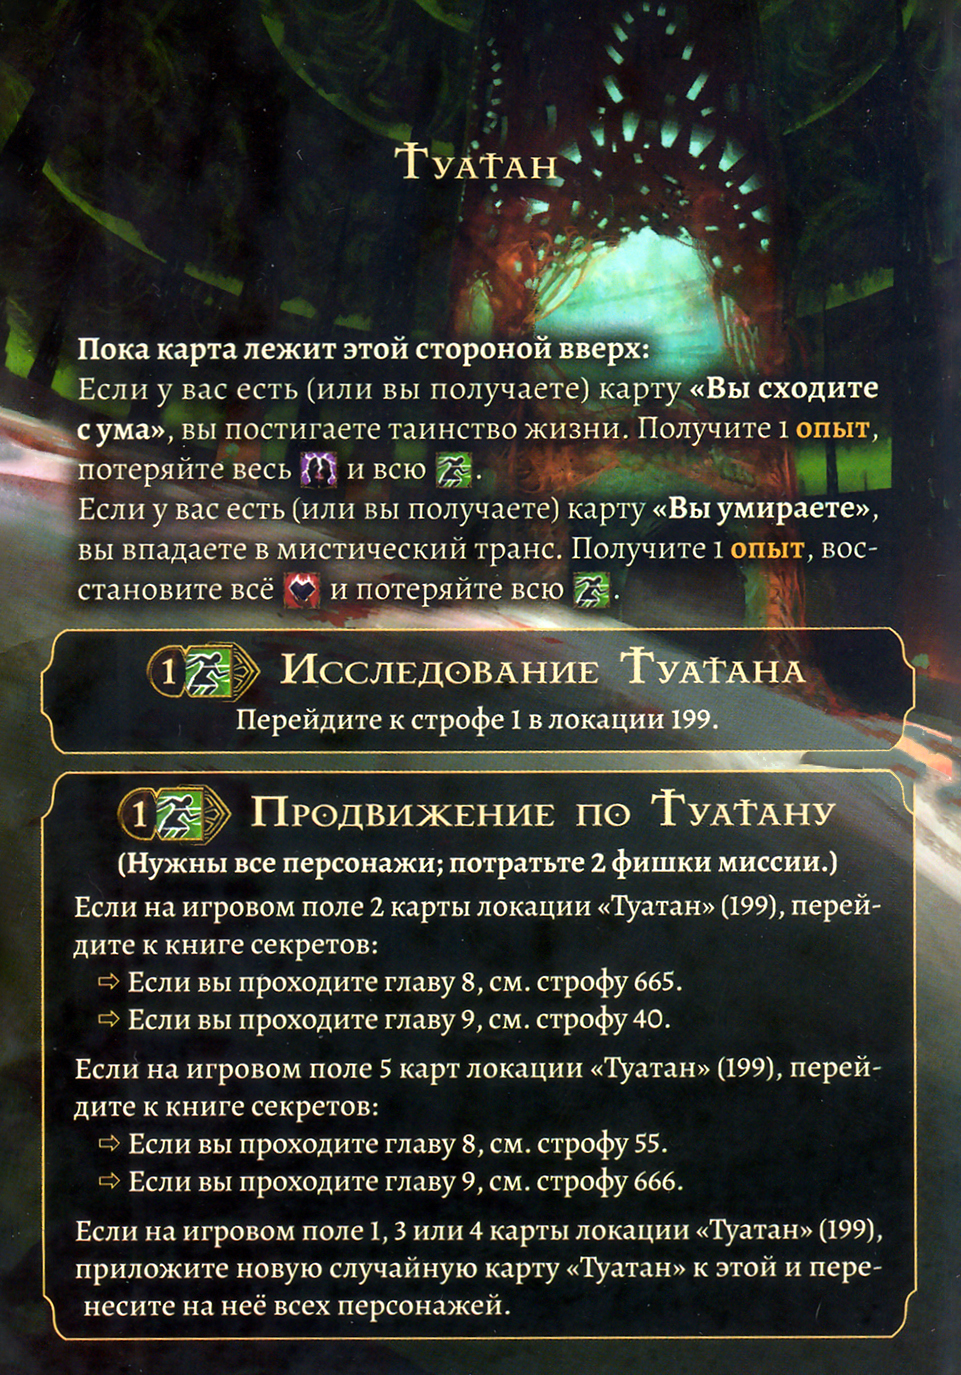 Туатан
Пока карта лежит этой стороной вверх:
Если у вас есть (или вы получаете) карту «Вы сходите
с ума», вы постигаете таинство жизни. Получите 1 опыт,
потеряйте весь и всю .
Если у вас есть (или вы получаете) карту «Вы умираете»,
вы впадаете в мистический транс. Получите 1 опыт, вос-
становите всё и потеряйте всю .
1 Исследование Туатана
Перейдите к строфе 1 в локации 199.
1 Продвижение по Туатану
(Нужны все персонажи; потратьте 2 фишки миссии.)
Если на игровом поле 2 карты локации «Туатан» (199), перей-
дите к книге секретов:
⇨ Если вы проходите главу 8, см. строфу 665.
⇨ Если вы проходите главу 9, см. строфу 40.
Если на игровом поле 5 карт локации «Туатан» (199), перей-
дите к книге секретов:
⇨ Если вы проходите главу 8, см. строфу 55.
⇨ Если вы проходите главу 9, см. строфу 666.
Если на игровом поле 1, 3 или 4 карты локации «Туатан» (199),
приложите новую случайную карту «Туатан» к этой и пере-
несите на неё всех персонажей.